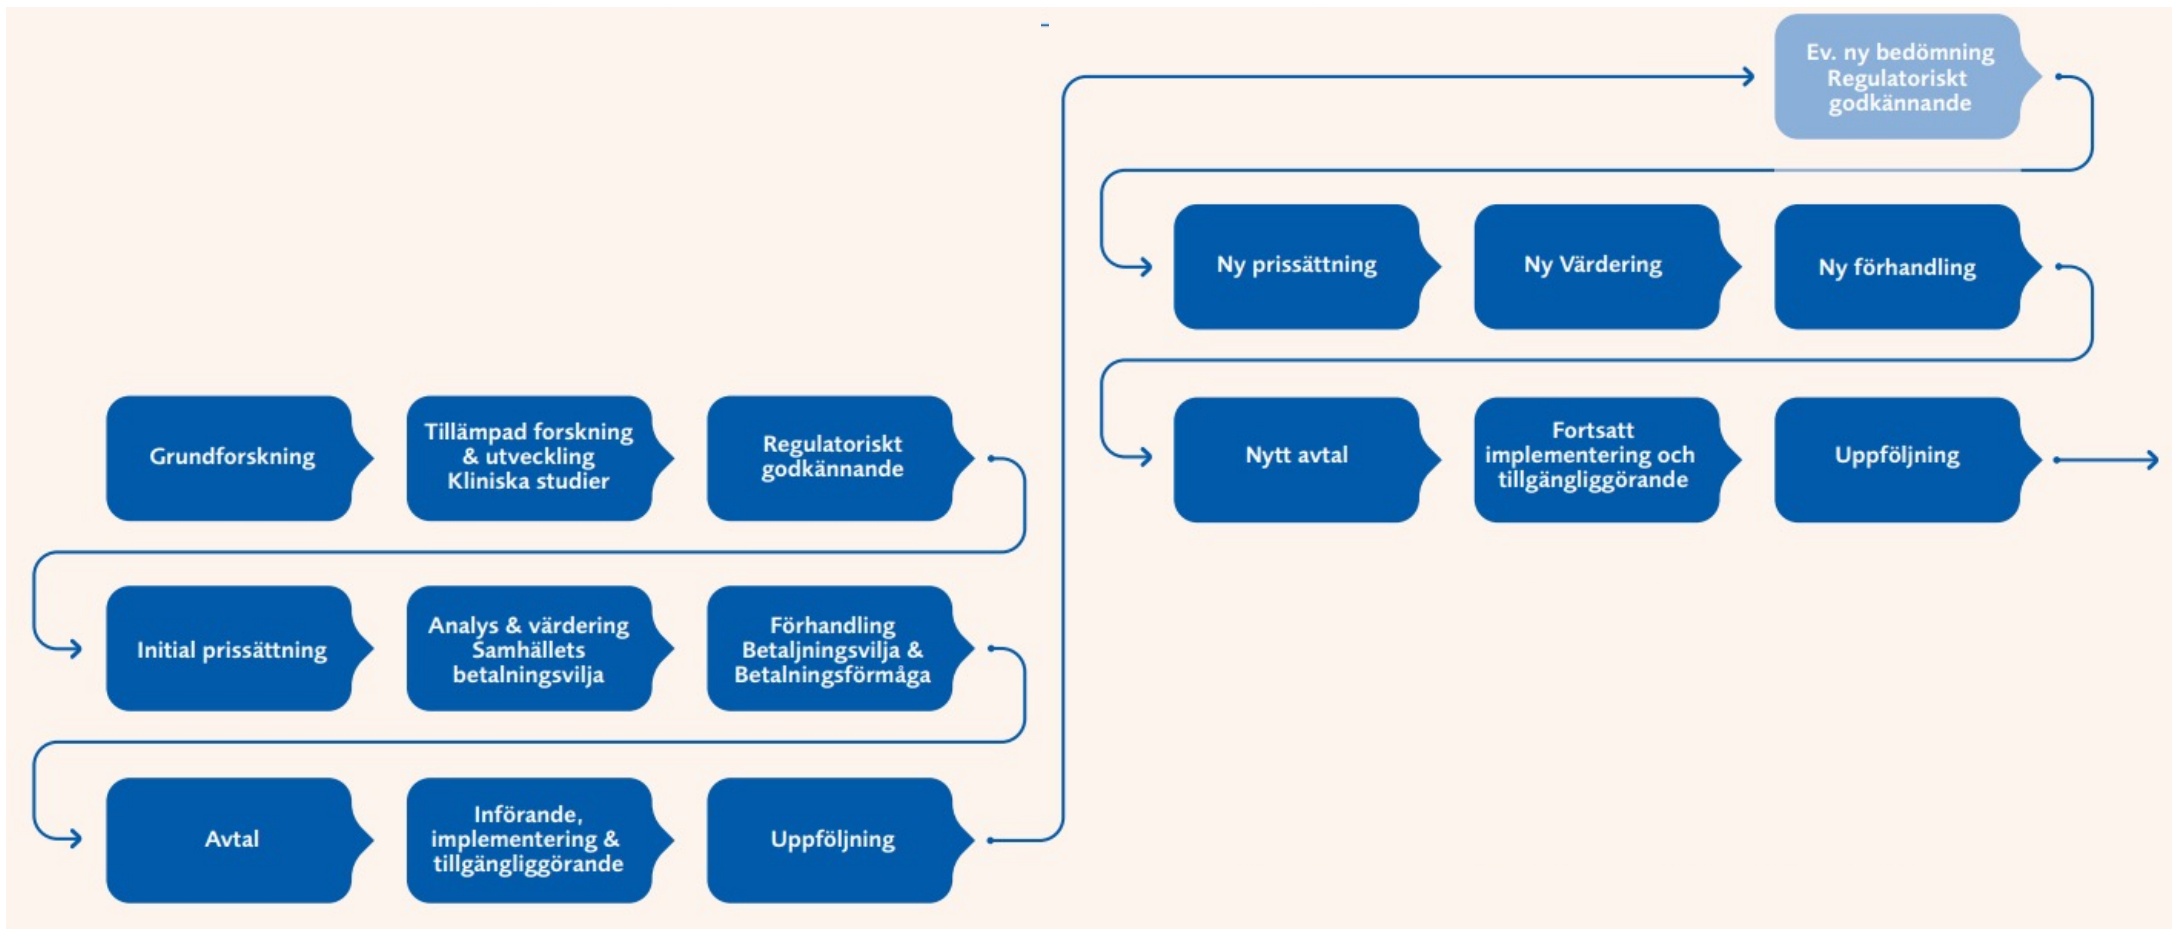 Grundforskning
Tillämpad forskning
& utveckling
Kliniska studier
Regulatoriskt
godkännande
Initial prissättning
Analys & värdering
Samhällets
betalningsvilja
Förhandling
Betaljningsvilja &
Betalningsförmåga
Avtal
Införande,
implementering &
tillgängliggörande
Uppföljning
Ev. ny bedömning
Regulatoriskt
godkännande
Ny prissättning
Ny Värdering
Ny förhandling
Nytt avtal
Fortsatt
implementering och
tillgängliggörande
Uppföljning